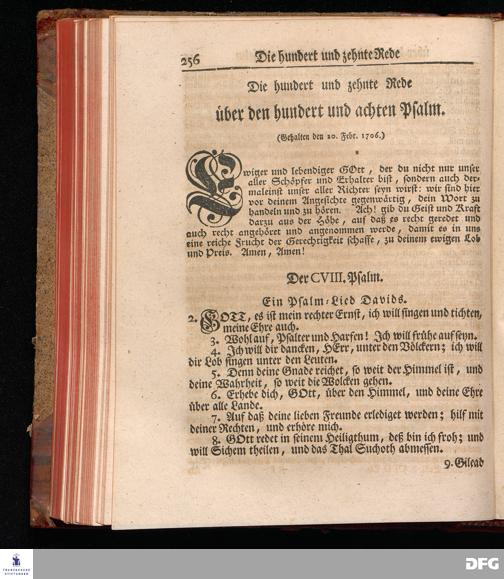 256 Die hundert und zehnte Rede
Die hundert und zehnte Rede
über den hundert und achten Psalm.
(Gehalten den 20. Febr. 1706.)
Ewiger und lebendiger GOtt, der du nicht nur unser
aller Schöpfer und Erhalter bist, sondern auch der-
maleinst unser aller Richter seyn wirst: wir sind hier
vor deinem Angesichte gegenwärtig, dein Wort zu
handeln und zu hören. Ach! gib du Geist und Kraft
darzu aus der Höhe, auf daß es recht geredet und
auch recht angehöret und angenommen werde, damit es in uns
eine reiche Frucht der Gerechtigkeit schaffe, zu deinem ewigen Lob
und Preis. Amen, Amen!
Der CVIII. Psalm.
Ein Psalm-Lied Davids.
2. GOTT, es ist mein rechter Ernst, ich will singen und tichten,
meine Ehre auch.
3. Wohl auf, Psalter und Harfen! Ich will frühe auf seyn.
4. Ich will dir dancken, HErr, unter den Völckern; ich will
dir Lob singen unter den Leuten.
5. Denn deine Gnade reichet, so weit der Himmel ist, und
deine Wahrheit, so weit die Wolcken gehen.
6. Erhebe dich, GOtt, über den Himmel, und deine Ehre
über alle Lande.
7. Auf daß deine lieben Freunde erlediget werden; hilf mit
deiner Rechten, und erhöre mich.
8. GOtt redet in seinem Heiligthum, deß bin ich froh; und
will Sichem theilen, und das Thal Suchoth abmessen.
9. Gilead
FRANCKESCHE
STIFTUNGEN
DFG